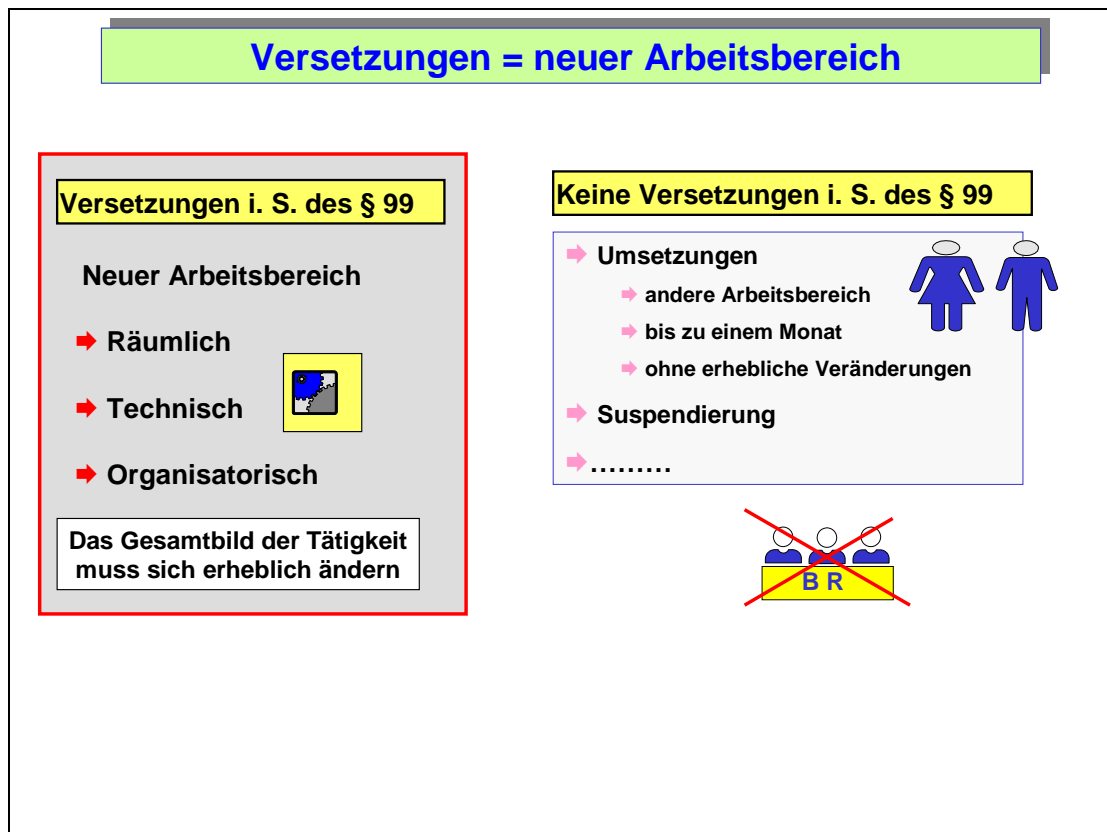 Versetzungen = neuer Arbeitsbereich
Versetzungen i. S. des § 99
Neuer Arbeitsbereich
Räumlich
Technisch
Organisatorisch
Das Gesamtbild der Tätigkeit
muss sich erheblich ändern
Keine Versetzungen i. S. des § 99
Umsetzungen
andere Arbeitsbereich
bis zu einem Monat
ohne erhebliche Veränderungen
Suspendierung
………
B R